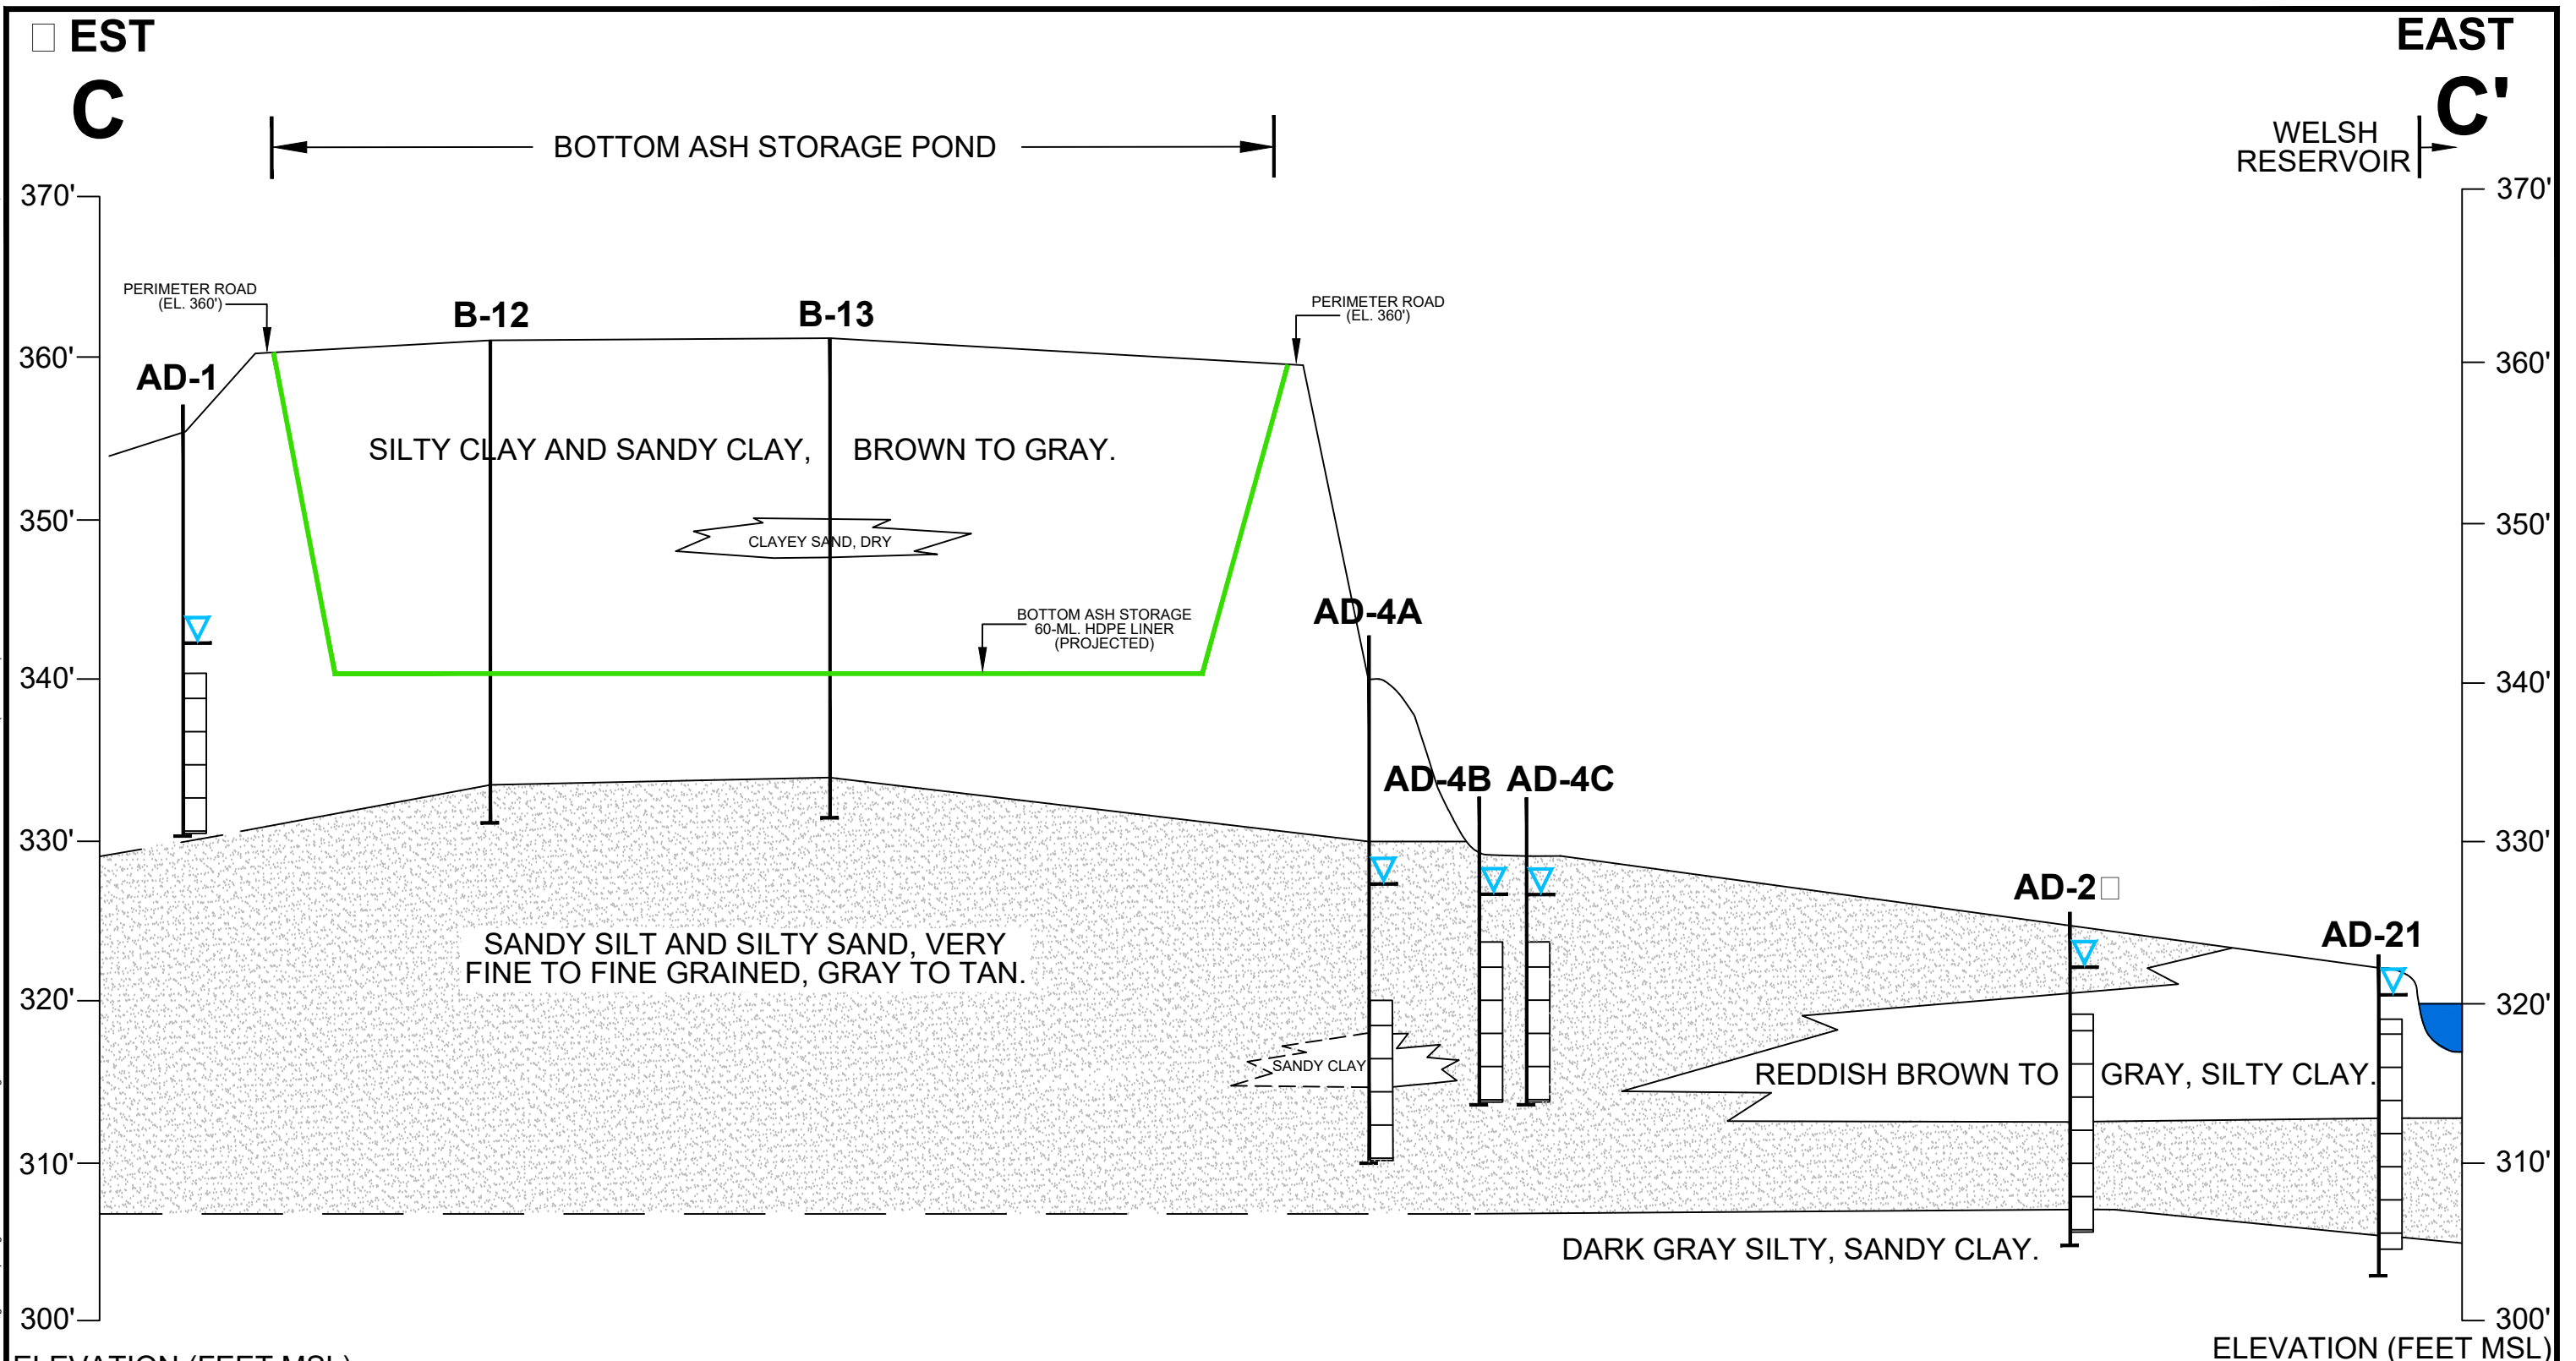 □ EST
EAST
C
C'
BOTTOM ASH STORAGE POND
WELSH
RESERVOIR
370'
370'
PERIMETER ROAD
(EL. 360')
B-12
B-13
PERIMETER ROAD
(EL. 360')
360'
360'
AD-1
SILTY CLAY AND SANDY CLAY, BROWN TO GRAY.
350'
350'
CLAYEY SAND, DRY
BOTTOM ASH STORAGE
60-ML. HDPE LINER
(PROJECTED)
AD-4A
340'
340'
AD-4B
AD-4C
330'
330'
AD-2□
AD-21
SANDY SILT AND SILTY SAND, VERY
FINE TO FINE GRAINED, GRAY TO TAN.
320'
320'
SANDY CLAY
REDDISH BROWN TO GRAY, SILTY CLAY.
310'
310'
DARK GRAY SILTY, SANDY CLAY.
300'
300'
ELEVATION (FEET MSL)
ELEVATION (FEET MSL)